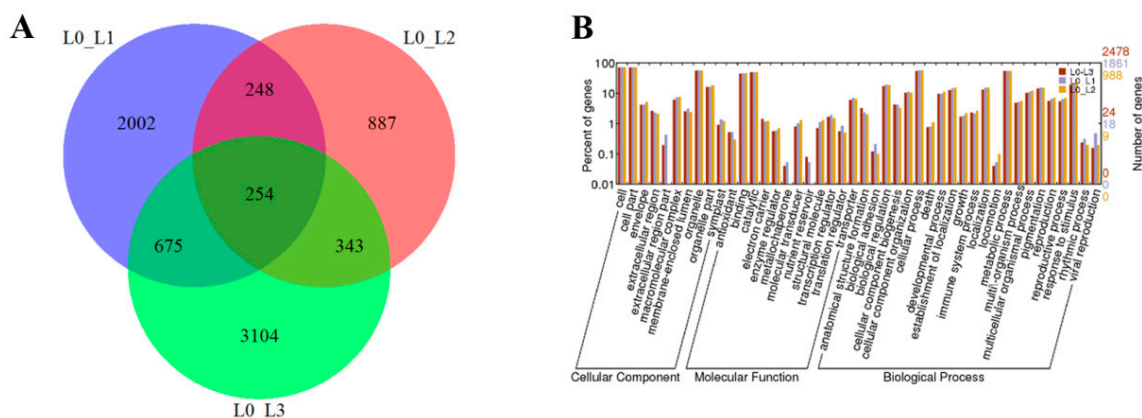 A
L0_L1
L0_L2
248
2002
887
254
675
343
3104
L0_L3
B
Percent of genes
100
10
1
0.1
0.01
L0-L3
L0_L1
L0_L2
2478
1861
988
24
18
9
0
0
0
Number of genes
cell
cell part
envelope
extracellular region
extracellular region part
macromolecular complex
membrane-enclosed lumen
organelle
organelle part
symplast
antioxidant
binding
catalytic
electron carrier
enzyme regulator
metallochaperone
molecular transducer
nutrient reservoir
structural molecule
transcription regulator
translation regulator
transporter
anatomical structure formation
biological adhesion
biological regulation
cellular component biogenesis
cellular component organization
cellular process
death
developmental process
establishment of localization
growth
immune system process
localization
locomotion
metabolic process
multi-organism process
multicellular organismal process
pigmentation
reproduction
reproductive process
response to stimulus
rhythmic process
viral reproduction
Cellular Component
Molecular Function
Biological Process